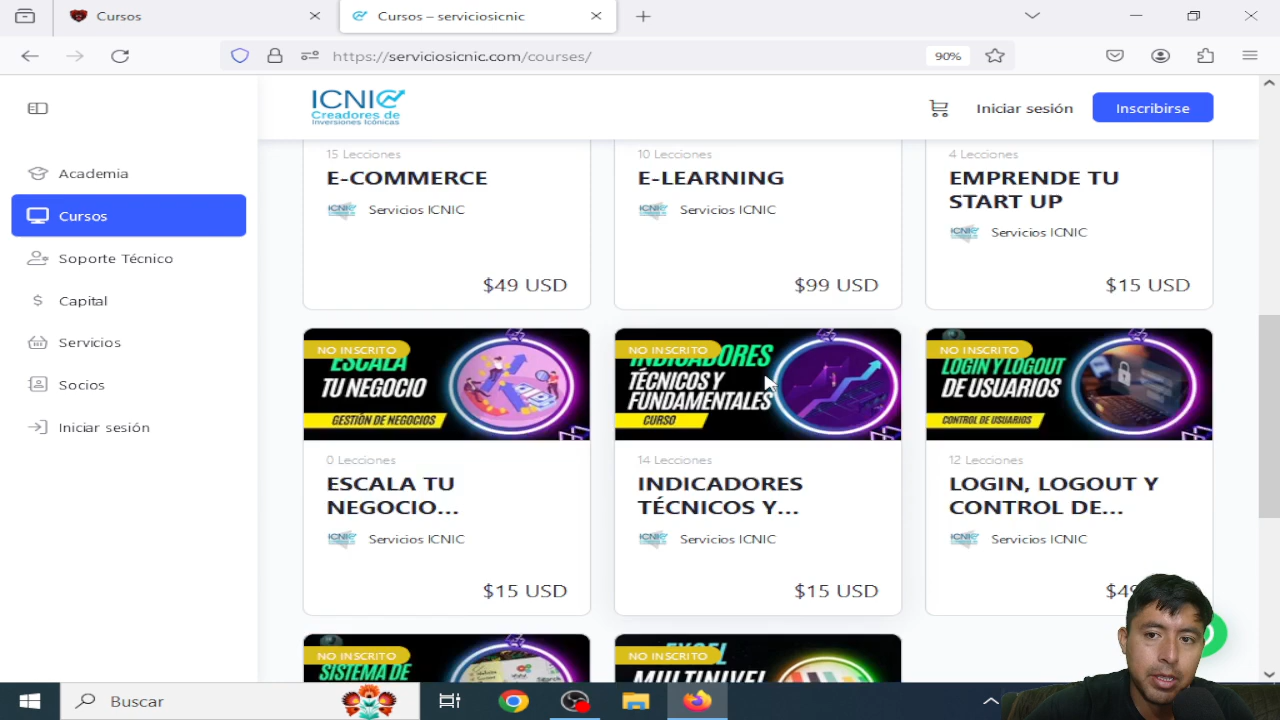 Cursos
Cursos – serviciosicnic
https://serviciosicnic.com/courses/
90%
ICNIC
Creadores de
Inversiones Icónicas
Iniciar sesión
Inscribirse
Academia
Cursos
Soporte Técnico
Capital
Servicios
Socios
Iniciar sesión
15 Lecciones
E-COMMERCE
Servicios ICNIC
$49 USD
10 Lecciones
E-LEARNING
Servicios ICNIC
$99 USD
4 Lecciones
EMPRENDE TU
START UP
Servicios ICNIC
$15 USD
NO INSCRITO
ESCALA
TU NEGOCIO
GESTIÓN DE NEGOCIOS
0 Lecciones
ESCALA TU
NEGOCIO...
Servicios ICNIC
$15 USD
NO INSCRITO
INDICADORES
TÉCNICOS Y
FUNDAMENTALES
CURSO
14 Lecciones
INDICADORES
TÉCNICOS Y...
Servicios ICNIC
$15 USD
NO INSCRITO
LOGIN Y LOGOUT
DE USUARIOS
CONTROL DE USUARIOS
12 Lecciones
LOGIN, LOGOUT Y
CONTROL DE...
Servicios ICNIC
NO INSCRITO
SISTEMA DE
NO INSCRITO
EXCEL
MULTINIVEL
Buscar